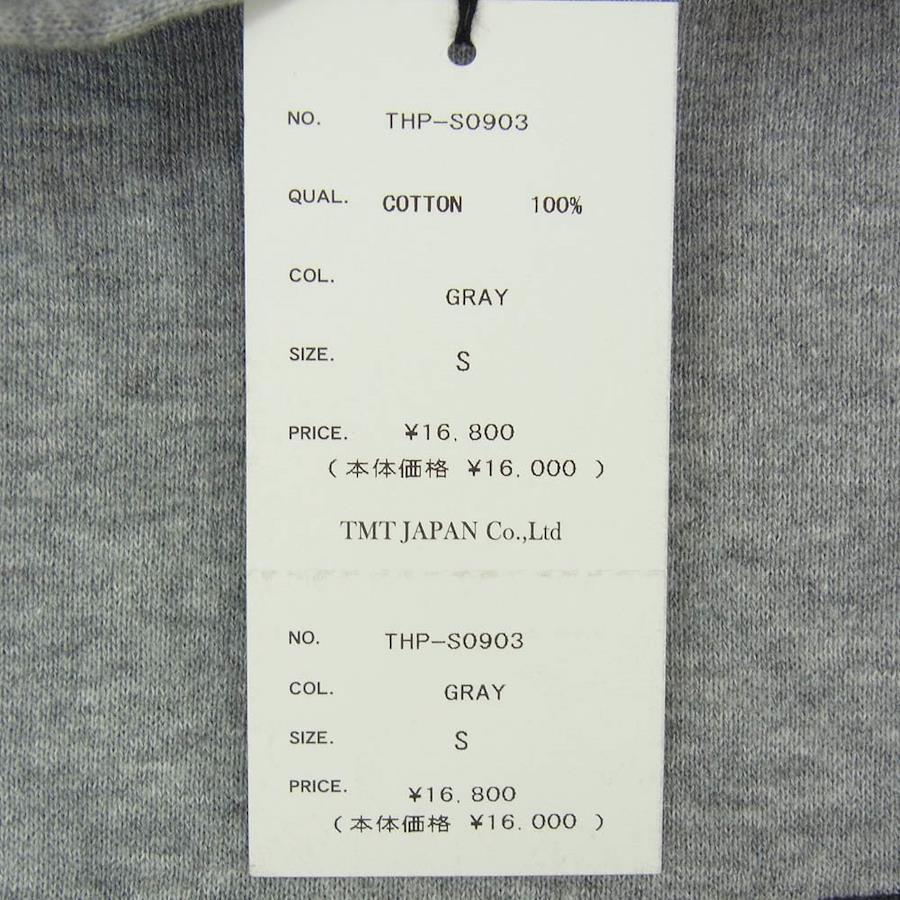 NO. THP-S0903
QUAL. COTTON 100%
COL. GRAY
SIZE. S
PRICE. ¥16,800
(本体価格 ¥16,000 )
TMT JAPAN Co.,Ltd
NO. THP-S0903
COL. GRAY
SIZE. S
PRICE. ¥16,800
(本体価格 ¥16,000 )